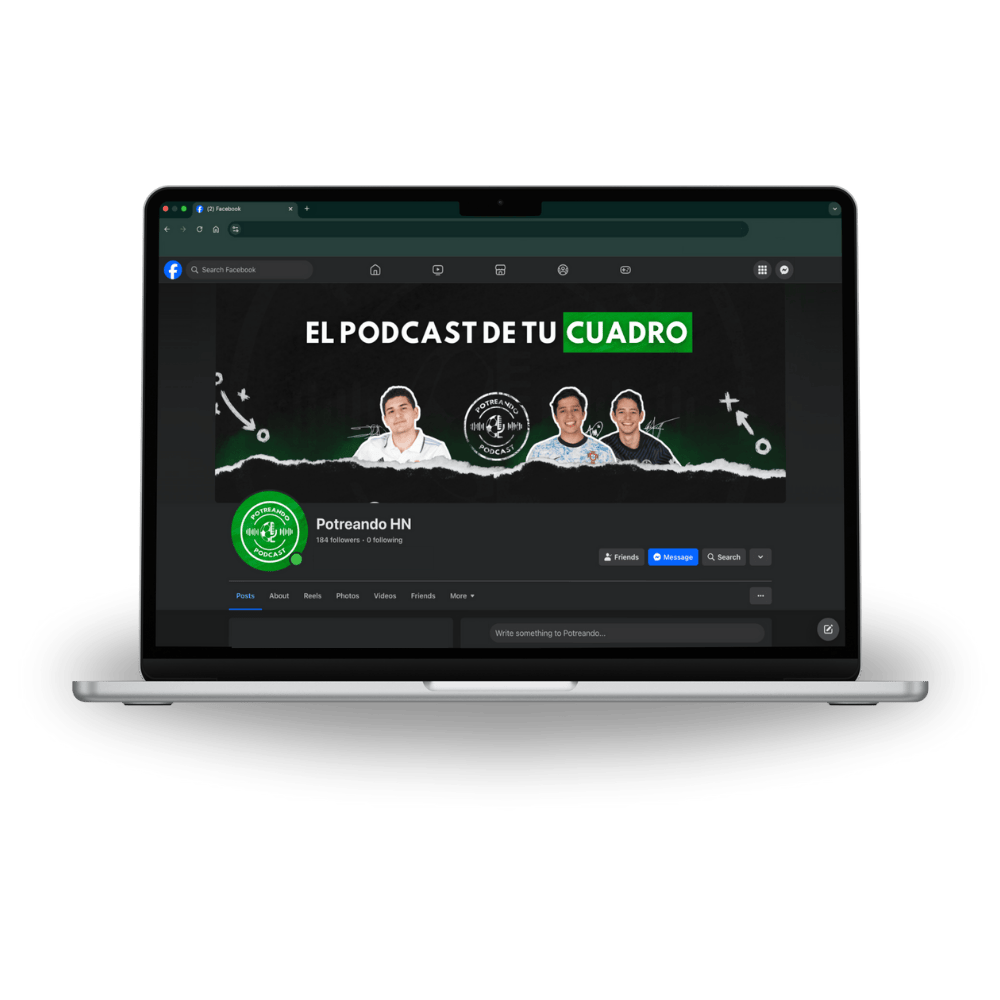 (2) Facebook
Search Facebook
EL PODCAST DE TU CUADRO
POTREANDO
PODCAST
POTREANDO
PODCAST
Potreando HN
184 followers • 0 following
Friends
Message
Search
Posts
About
Reels
Photos
Videos
Friends
More
Write something to Potreando...